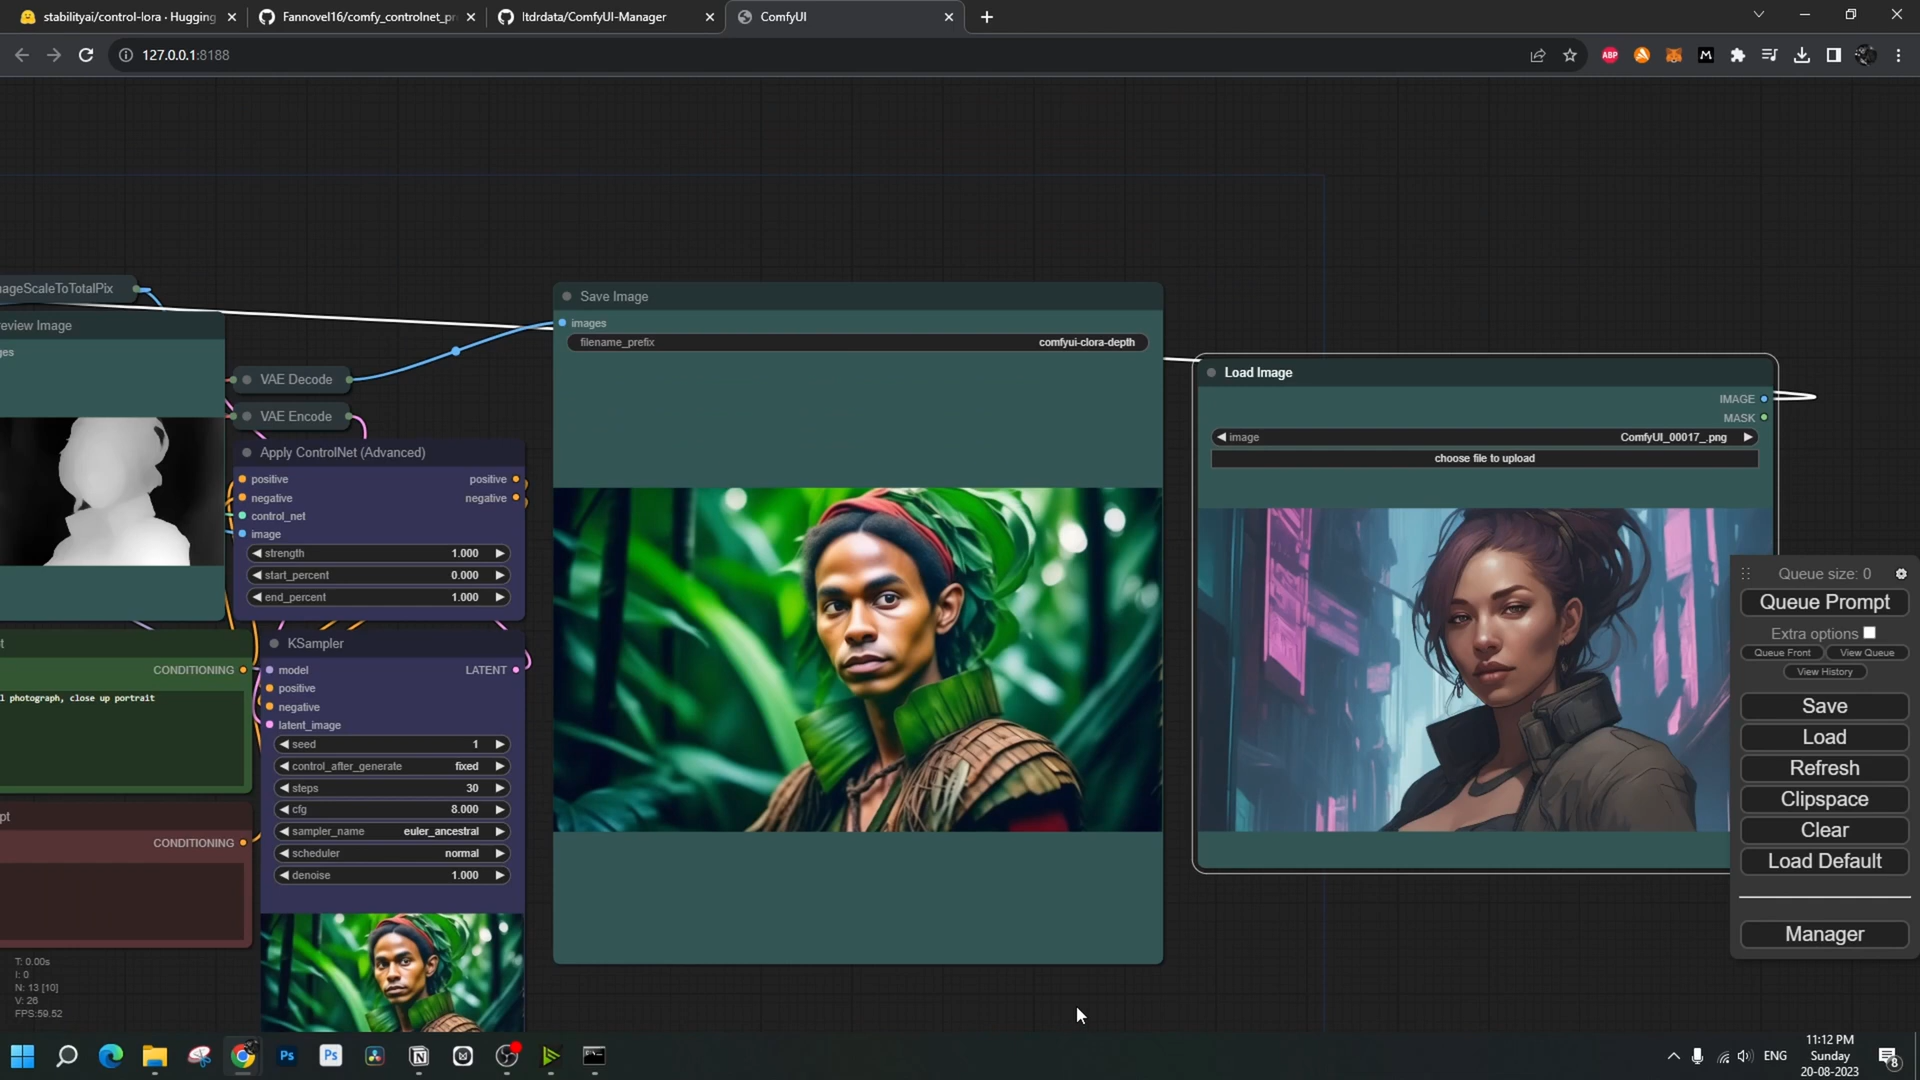 stabilityai/control-lora · Hugging
Fannovel16/comfy_controlnet_pr
ltdrdata/ComfyUI-Manager
ComfyUI
127.0.0.1:8188
ABP
M
ageScaleToTotalPix
eview Image
ges
VAE Decode
VAE Encode
Apply ControlNet (Advanced)
positive
positive
negative
negative
control_net
image
strength 1.000
start_percent 0.000
end_percent 1.000
KSampler
model
LATENT
positive
negative
latent_image
seed 1
control_after_generate fixed
steps 30
cfg 8.000
sampler_name euler_ancestral
scheduler normal
denoise 1.000
t
CONDITIONING
l photograph, close up portrait
pt
CONDITIONING
T: 0.00s
I: 0
N: 13 [10]
V: 26
FPS:59.52
Save Image
images
filename_prefix comfyui-clora-depth
Load Image
IMAGE
MASK
image ComfyUI_00017_.png
choose file to upload
Queue size: 0
Queue Prompt
Extra options
Queue Front
View Queue
View History
Save
Load
Refresh
Clipspace
Clear
Load Default
Manager
Ps
Ps
N
ENG
11:12 PM
Sunday
20-08-2023
8